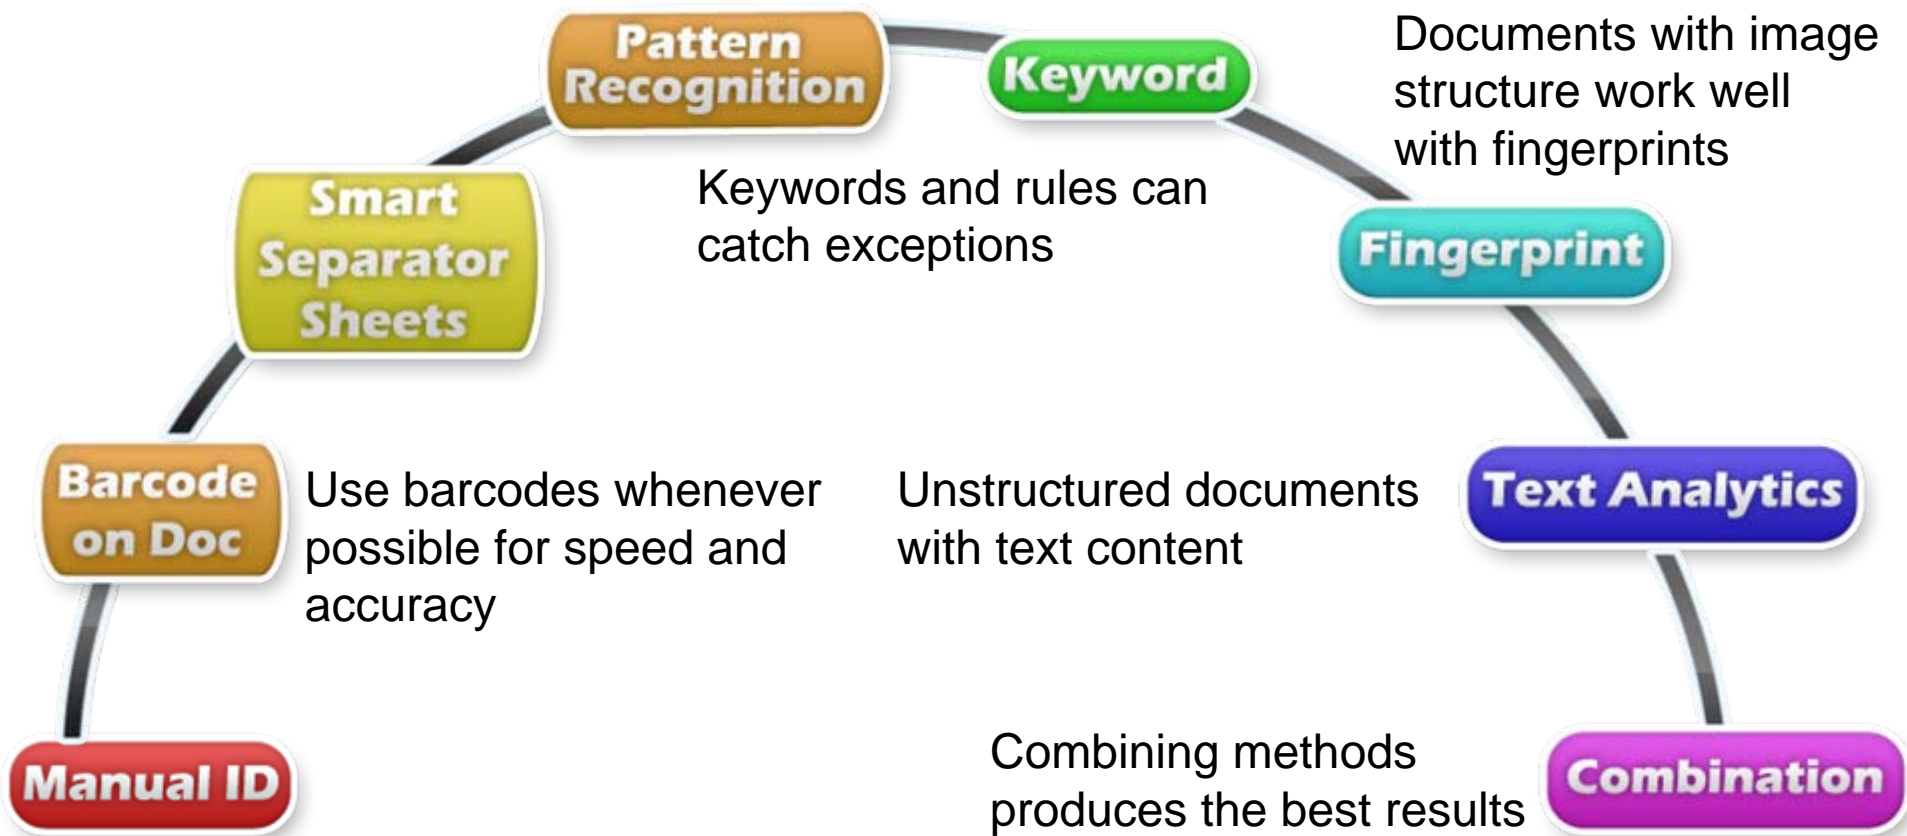 Pattern
Recognition
Keyword
Documents with image
structure work well
with fingerprints
Smart
Separator
Sheets
Keywords and rules can
catch exceptions
Fingerprint
Barcode
on Doc
Use barcodes whenever
possible for speed and
accuracy
Unstructured documents
with text content
Text Analytics
Manual ID
Combining methods
produces the best results
Combination